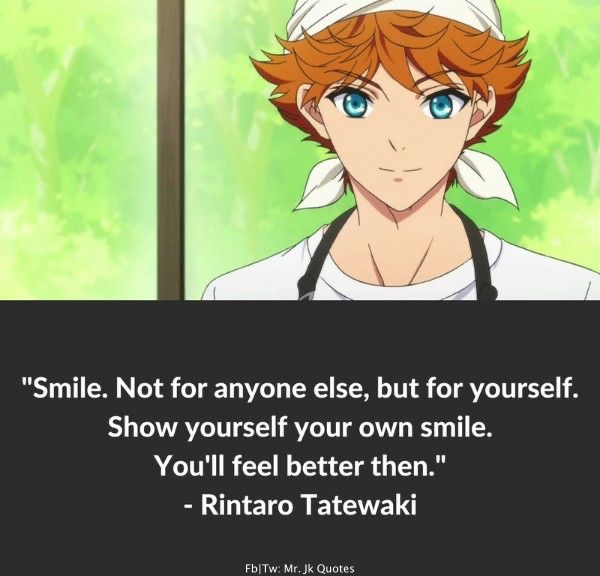 "Smile. Not for anyone else, but for yourself.
Show yourself your own smile.
You'll feel better then."
- Rintaro Tatewaki
Fb|Tw: Mr. Jk Quotes